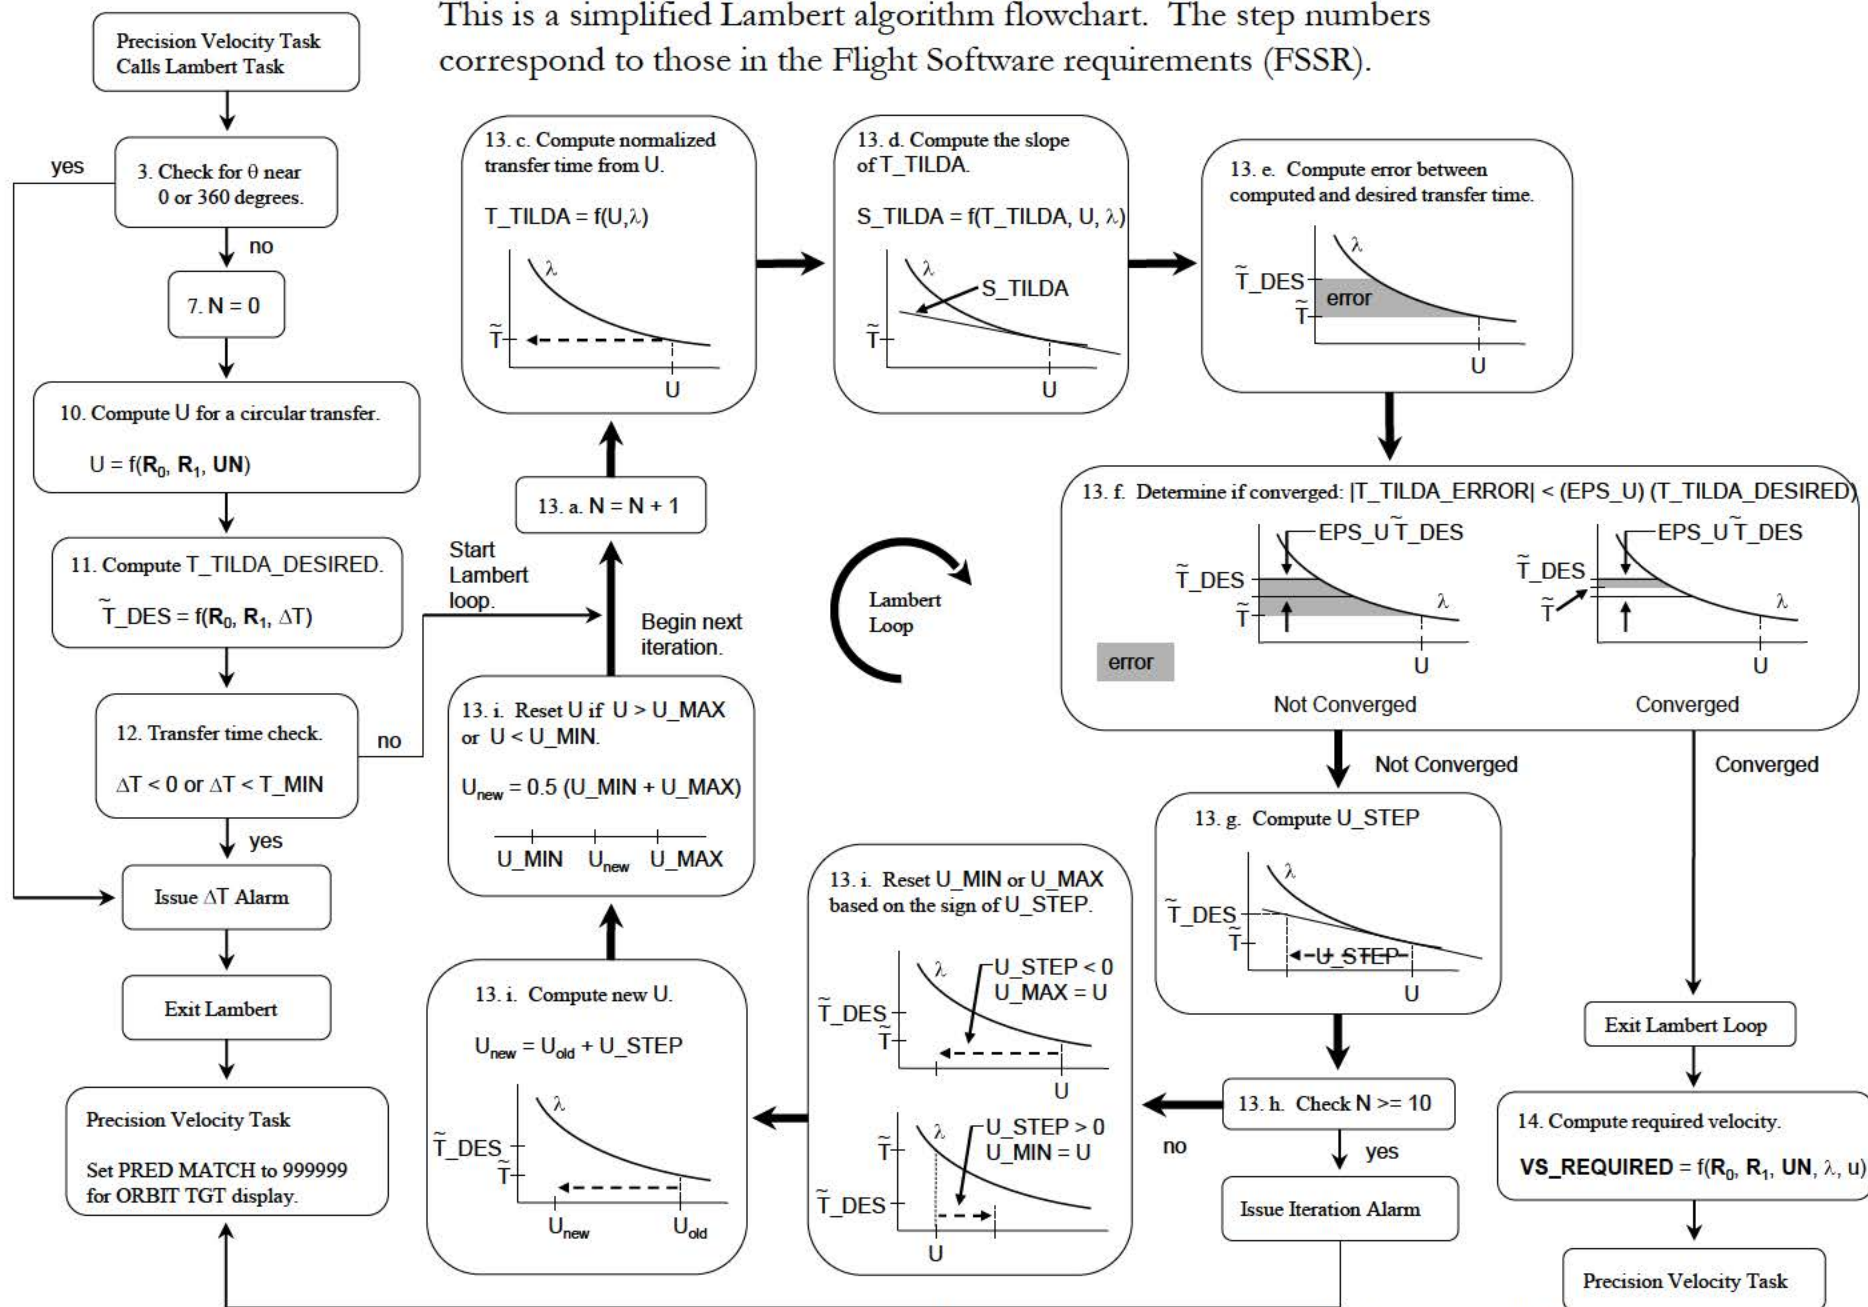 This is a simplified Lambert algorithm flowchart. The step numbers
correspond to those in the Flight Software requirements (FSSR).
Precision Velocity Task
Calls Lambert Task
yes
3. Check for θ near
0 or 360 degrees.
no
7. N = 0
10. Compute U for a circular transfer.
U = f(R₀, R₁, UN)
11. Compute T_TILDA_DESIRED.
T̃_DES = f(R₀, R₁, ΔT)
12. Transfer time check.
ΔT < 0 or ΔT < T_MIN
no
yes
Issue ΔT Alarm
Exit Lambert
Precision Velocity Task
Set PRED MATCH to 999999
for ORBIT TGT display.
Start
Lambert
loop.
Begin next
iteration.
13. a. N = N + 1
13. c. Compute normalized
transfer time from U.
T_TILDA = f(U,λ)
λ
T̃
U
13. d. Compute the slope
of T_TILDA.
S_TILDA = f(T_TILDA, U, λ)
λ
S_TILDA
T̃
U
13. e. Compute error between
computed and desired transfer time.
λ
T̃_DES
error
T̃
U
Lambert
Loop
13. f. Determine if converged: |T_TILDA_ERROR| < (EPS_U) (T_TILDA_DESIRED)
EPS_U T̃_DES
T̃_DES
λ
T̃
U
error
Not Converged
EPS_U T̃_DES
T̃_DES
T̃
λ
U
Converged
Not Converged
Converged
13. g. Compute U_STEP
λ
T̃_DES
T̃
U_STEP
U
13. h. Check N >= 10
no
yes
Issue Iteration Alarm
Exit Lambert Loop
14. Compute required velocity.
VS_REQUIRED = f(R₀, R₁, UN, λ, u)
Precision Velocity Task
13. i. Reset U_MIN or U_MAX
based on the sign of U_STEP.
λ
U_STEP < 0
U_MAX = U
T̃_DES
T̃
U
λ
U_STEP > 0
U_MIN = U
T̃
T̃_DES
U
13. i. Compute new U.
Unew = Uold + U_STEP
λ
T̃_DES
T̃
Unew
Uold
13. i. Reset U if U > U_MAX
or U < U_MIN.
Unew = 0.5 (U_MIN + U_MAX)
U_MIN Unew U_MAX